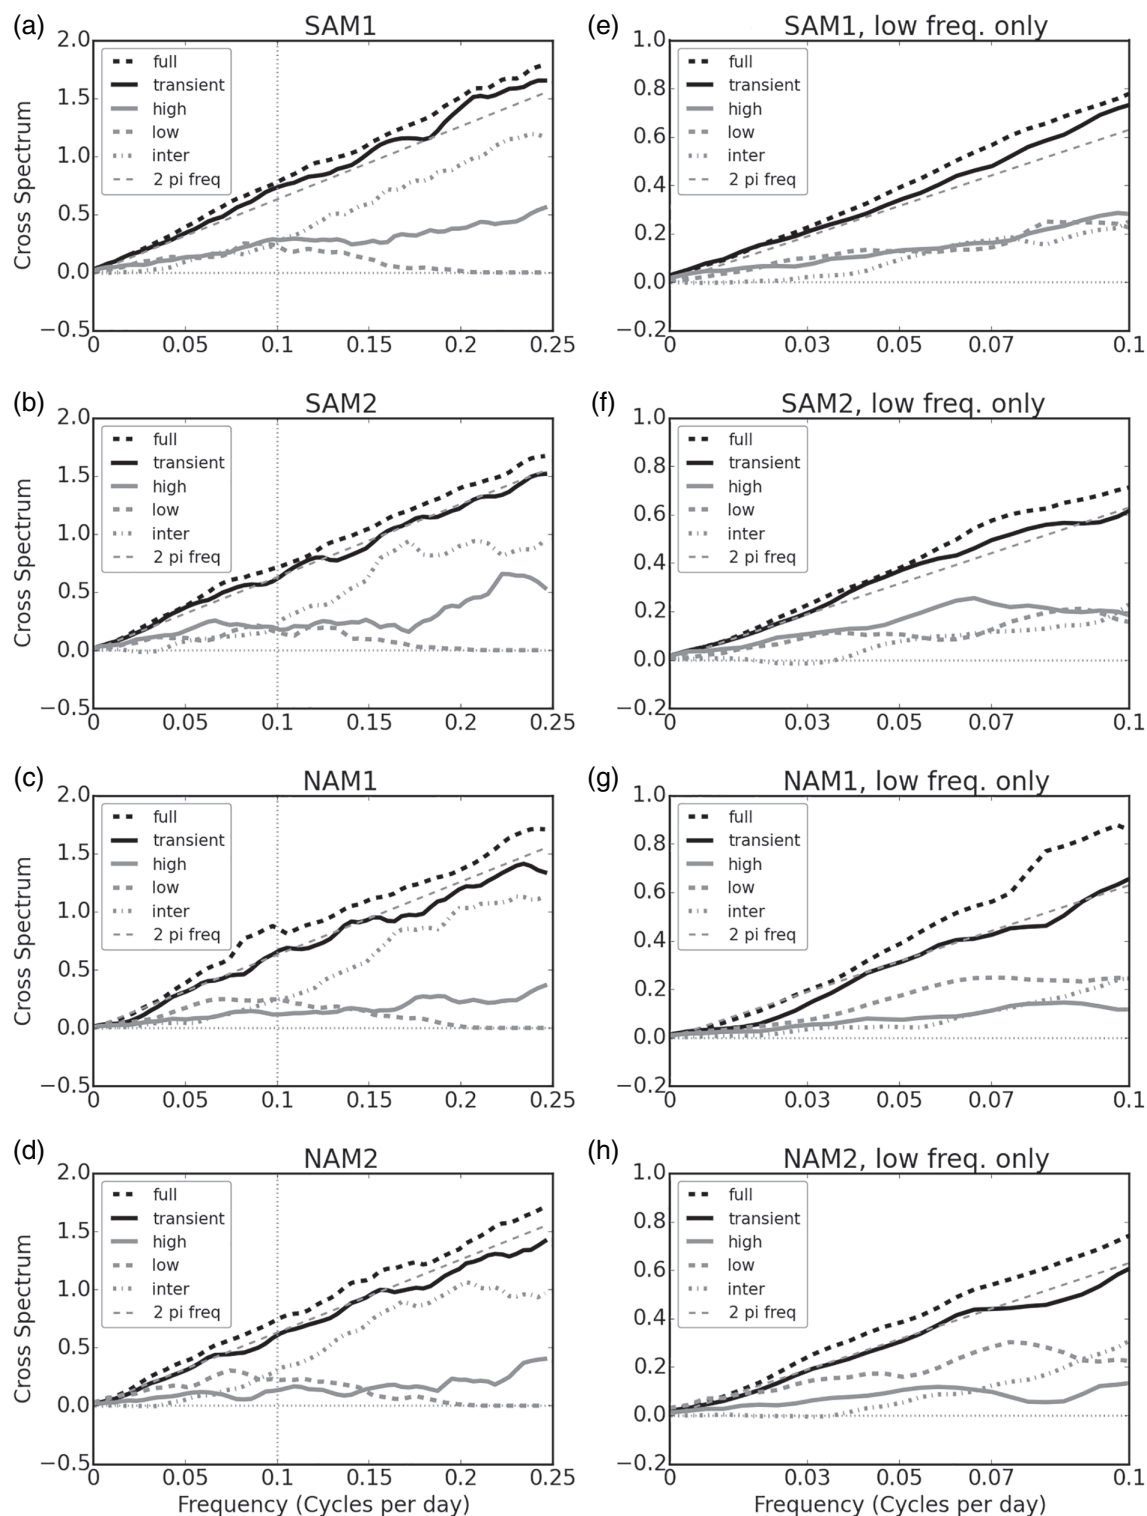 (a)
SAM1
2.0
1.5
1.0
0.5
0.0
−0.5
Cross Spectrum
full
transient
high
low
inter
2 pi freq
0 0.05 0.1 0.15 0.2 0.25
(e)
SAM1, low freq. only
1.0
0.8
0.6
0.4
0.2
0.0
−0.2
full
transient
high
low
inter
2 pi freq
0 0.03 0.05 0.07 0.1
(b)
SAM2
2.0
1.5
1.0
0.5
0.0
−0.5
Cross Spectrum
full
transient
high
low
inter
2 pi freq
0 0.05 0.1 0.15 0.2 0.25
(f)
SAM2, low freq. only
1.0
0.8
0.6
0.4
0.2
0.0
−0.2
full
transient
high
low
inter
2 pi freq
0 0.03 0.05 0.07 0.1
(c)
NAM1
2.0
1.5
1.0
0.5
0.0
−0.5
Cross Spectrum
full
transient
high
low
inter
2 pi freq
0 0.05 0.1 0.15 0.2 0.25
(g)
NAM1, low freq. only
1.0
0.8
0.6
0.4
0.2
0.0
−0.2
full
transient
high
low
inter
2 pi freq
0 0.03 0.05 0.07 0.1
(d)
NAM2
2.0
1.5
1.0
0.5
0.0
−0.5
Cross Spectrum
full
transient
high
low
inter
2 pi freq
0 0.05 0.1 0.15 0.2 0.25
Frequency (Cycles per day)
(h)
NAM2, low freq. only
1.0
0.8
0.6
0.4
0.2
0.0
−0.2
full
transient
high
low
inter
2 pi freq
0 0.03 0.05 0.07 0.1
Frequency (Cycles per day)